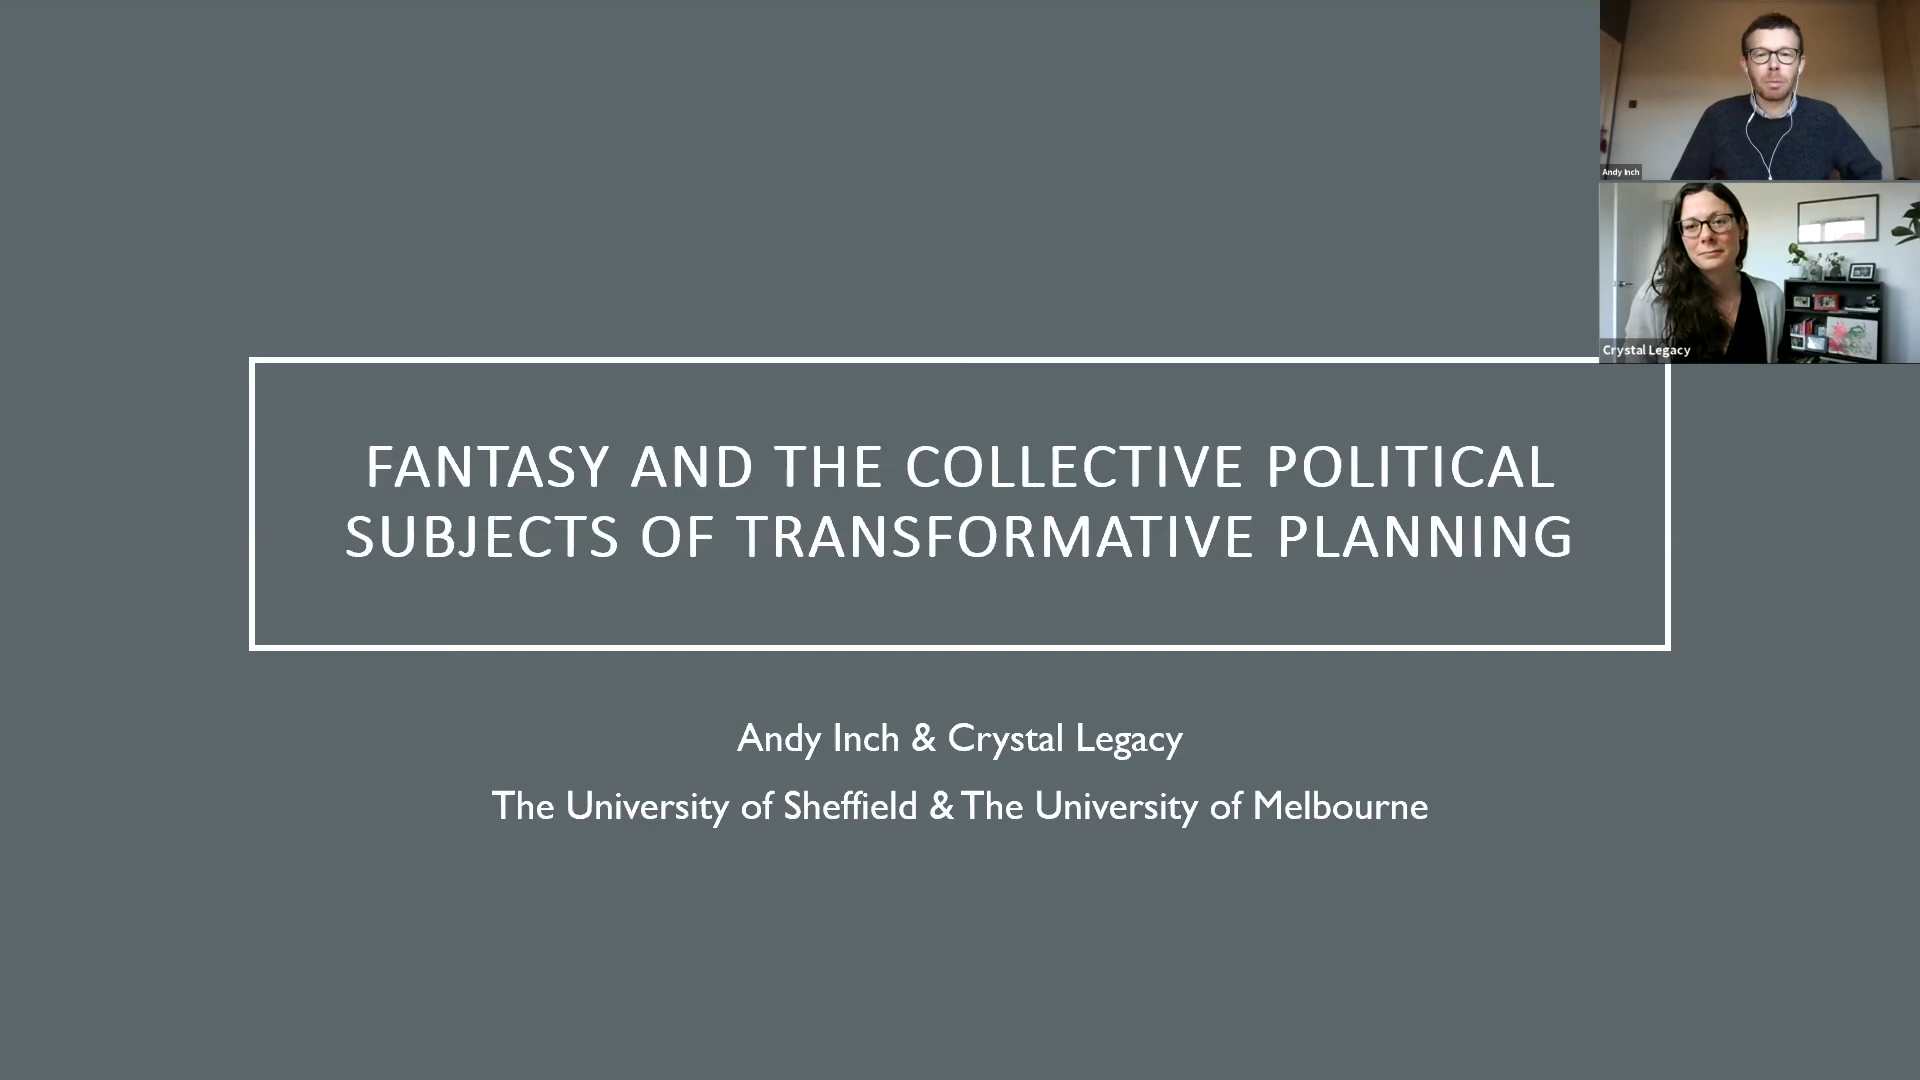 Andy Inch
Crystal Legacy
FANTASY AND THE COLLECTIVE POLITICAL
SUBJECTS OF TRANSFORMATIVE PLANNING
Andy Inch & Crystal Legacy
The University of Sheffield & The University of Melbourne